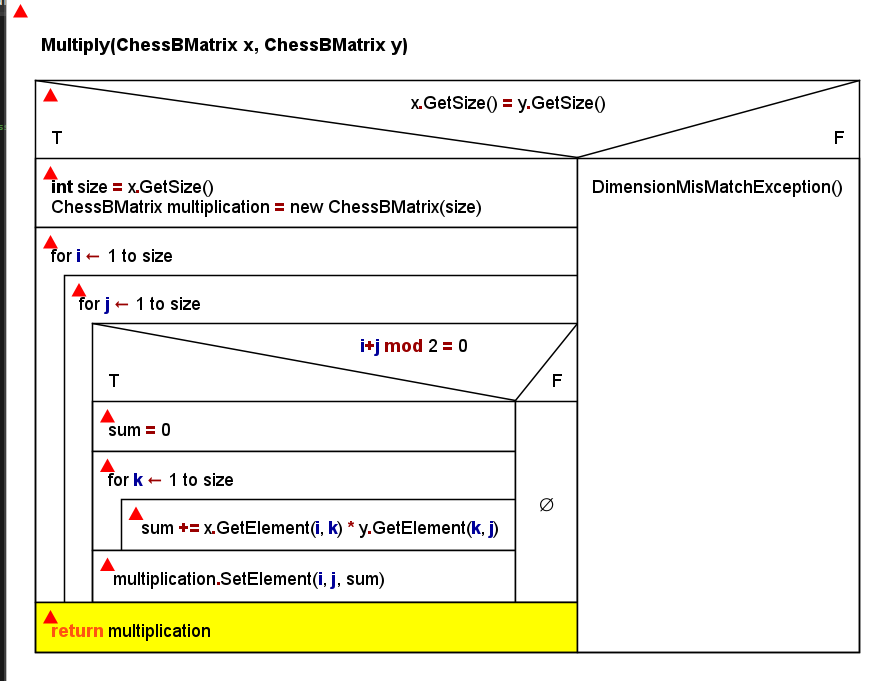 Multiply(ChessBMatrix x, ChessBMatrix y)
x.GetSize() = y.GetSize()
T
F
int size = x.GetSize()
ChessBMatrix multiplication = new ChessBMatrix(size)
DimensionMisMatchException()
for i ← 1 to size
for j ← 1 to size
i+j mod 2 = 0
T
F
sum = 0
for k ← 1 to size
∅
sum += x.GetElement(i, k) * y.GetElement(k, j)
multiplication.SetElement(i, j, sum)
return multiplication